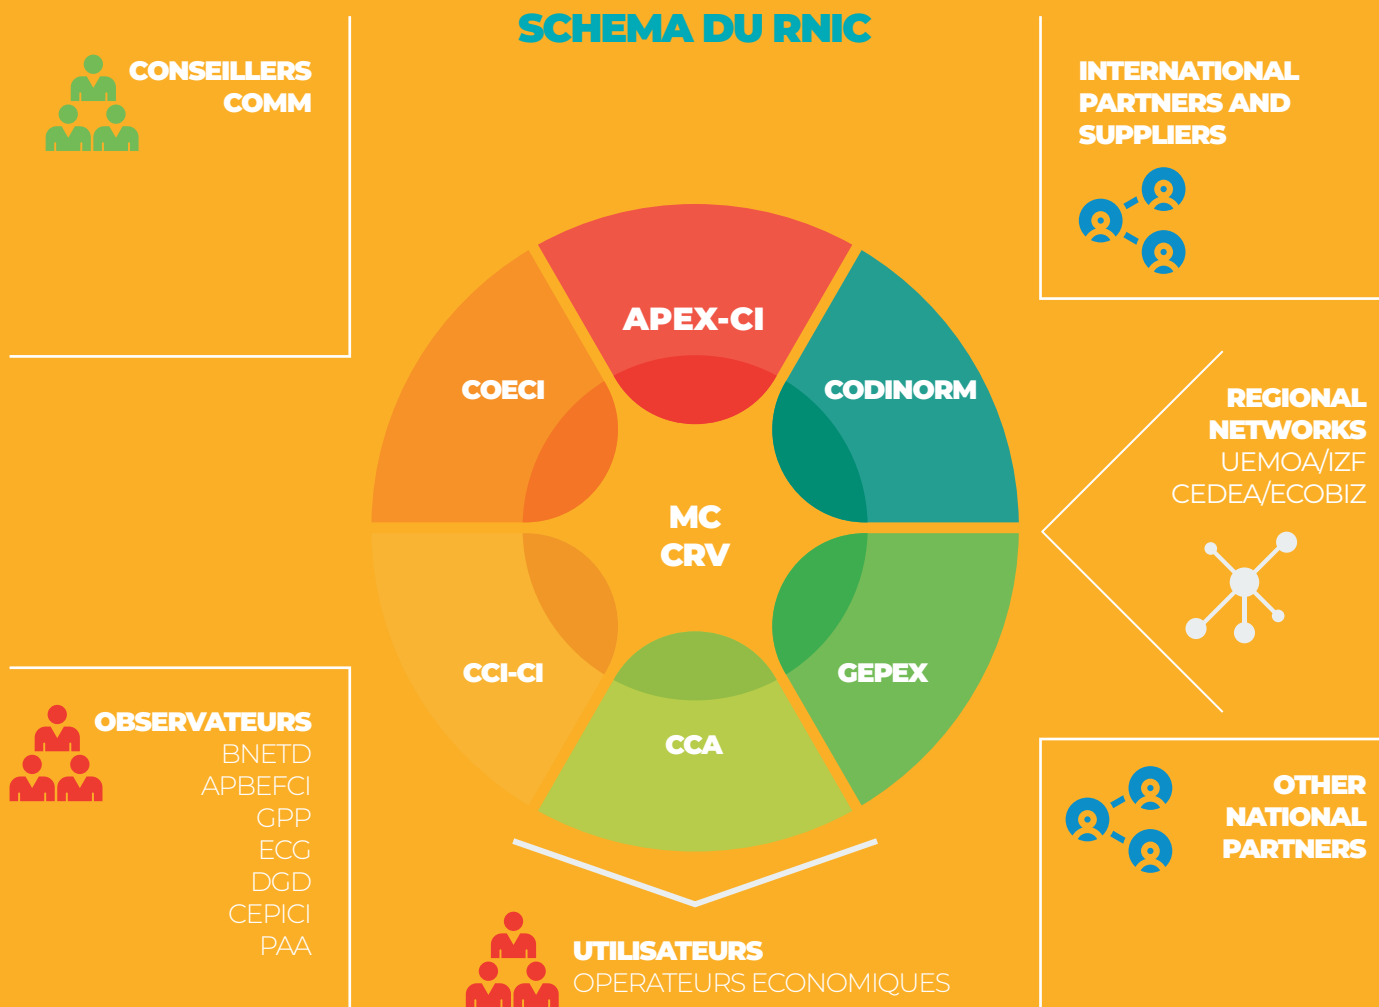 SCHEMA DU RNIC
CONSEILLERS
COMM
INTERNATIONAL
PARTNERS AND
SUPPLIERS
APEX-CI
COECI
CODINORM
REGIONAL
NETWORKS
UEMOA/IZF
CEDEA/ECOBIZ
MC
CRV
CCI-CI
GEPEX
CCA
OBSERVATEURS
BNETD
APBEFCI
GPP
ECG
DGD
CEPICI
PAA
OTHER
NATIONAL
PARTNERS
UTILISATEURS
OPERATEURS ECONOMIQUES